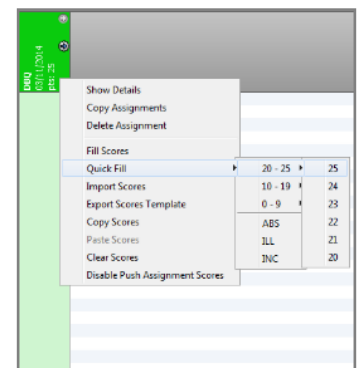 DBQ
03/11/2014
pts: 25
Show Details
Copy Assignments
Delete Assignment
Fill Scores
Quick Fill
Import Scores
Export Scores Template
Copy Scores
Paste Scores
Clear Scores
Disable Push Assignment Scores
20 - 25
10 - 19
0 - 9
ABS
ILL
INC
25
24
23
22
21
20